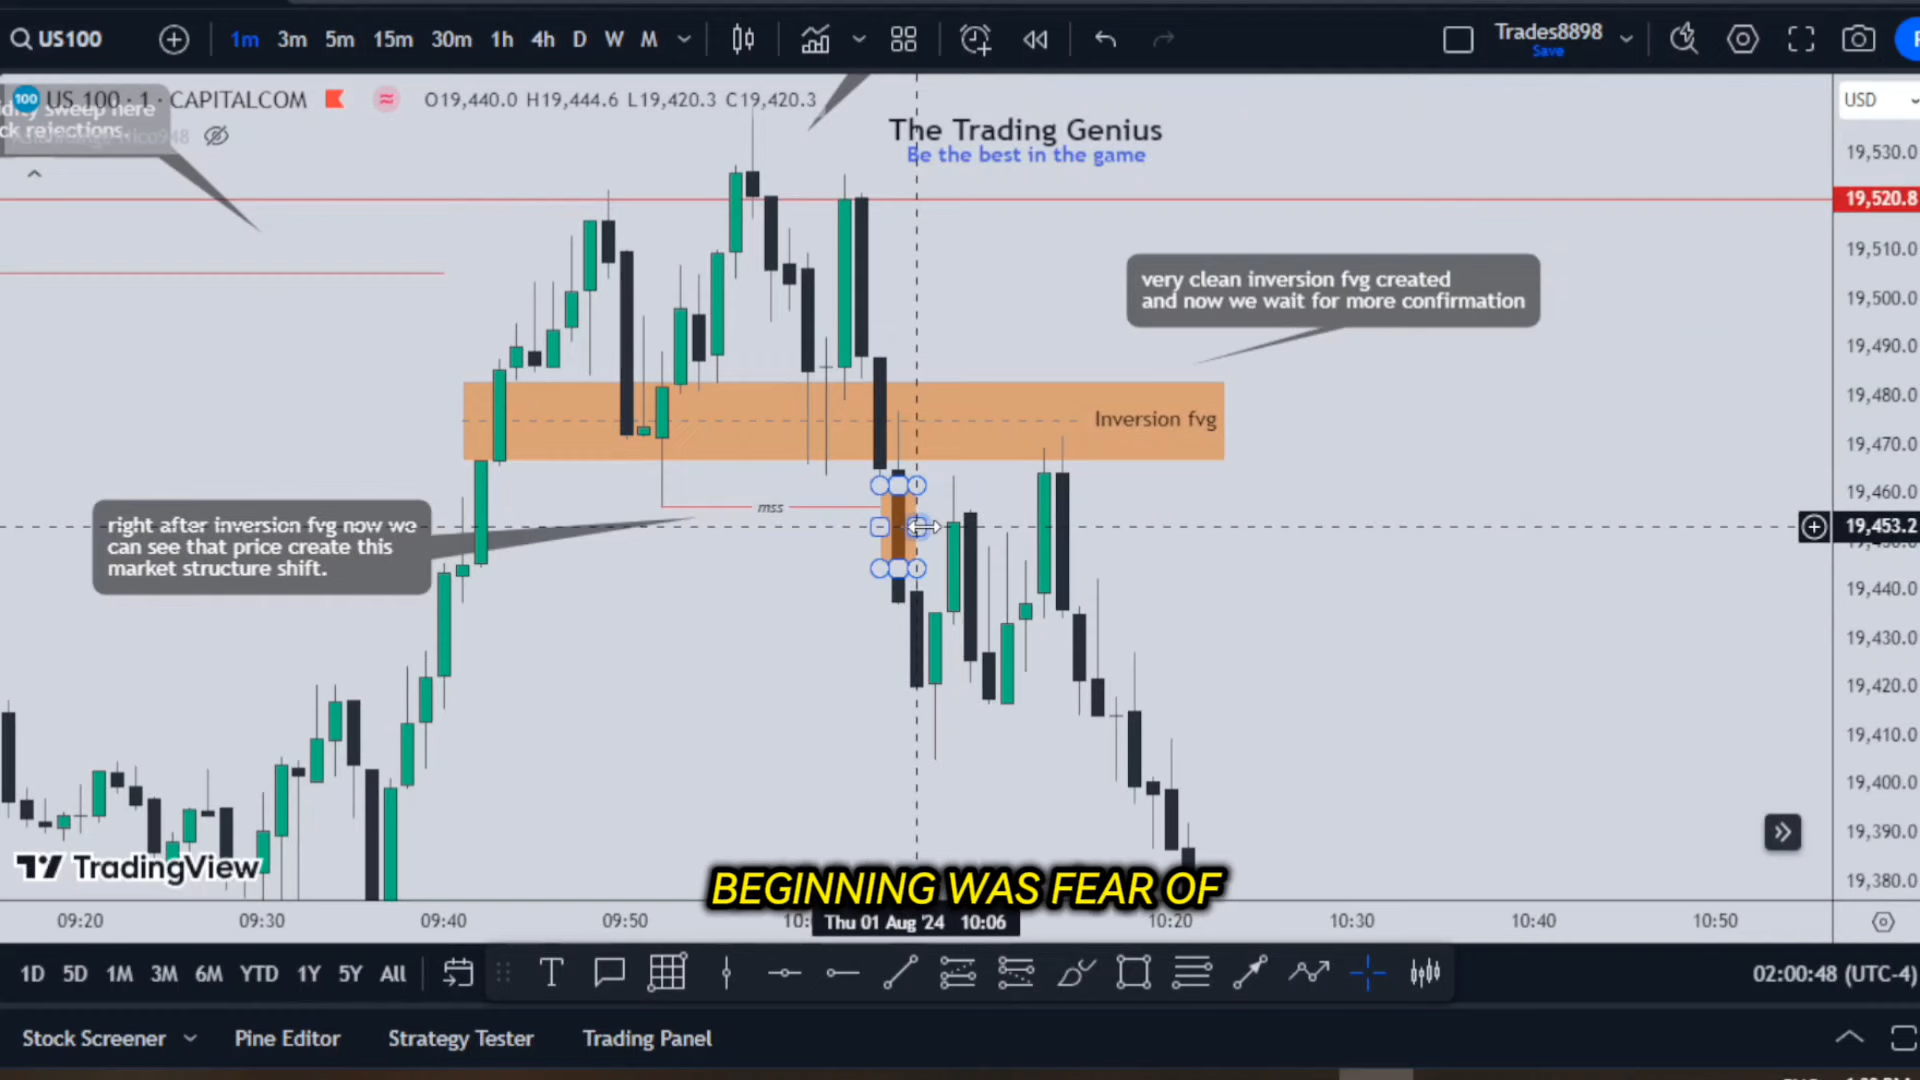 US100
1m 3m 5m 15m 30m 1h 4h D W M
Trades8898
Save
100 US 100 · 1 · CAPITALCOM O19,440.0 H19,444.6 L19,420.3 C19,420.3
sweep here
ck rejections.
The Trading Genius
Be the best in the game
USD
19,530.0
19,520.8
19,510.0
19,500.0
19,490.0
19,480.0
19,470.0
19,460.0
19,453.2
19,440.0
19,430.0
19,420.0
19,410.0
19,400.0
19,390.0
19,380.0
very clean inversion fvg created
and now we wait for more confirmation
Inversion fvg
mss
right after inversion fvg now we
can see that price create this
market structure shift.
TradingView
BEGINNING WAS FEAR OF
09:20 09:30 09:40 09:50 Thu 01 Aug '24 10:06 10:20 10:30 10:40 10:50
1D 5D 1M 3M 6M YTD 1Y 5Y All
02:00:48 (UTC-4)
Stock Screener Pine Editor Strategy Tester Trading Panel